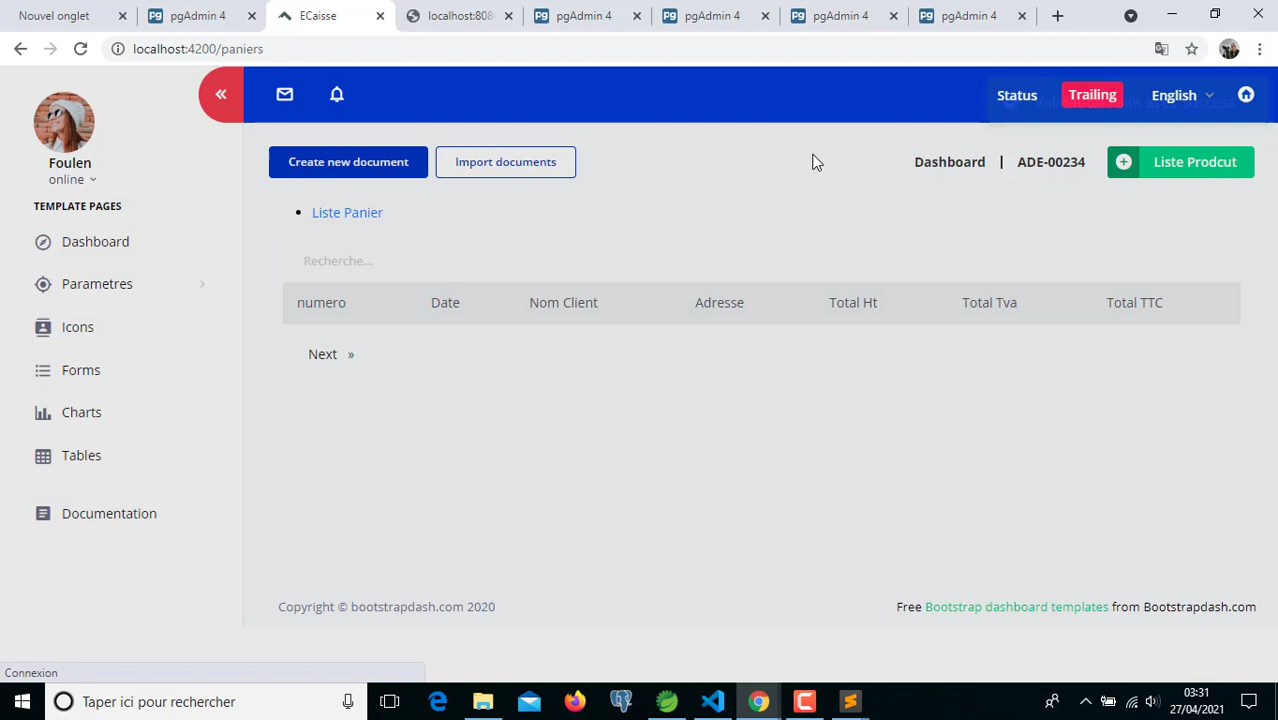 Nouvel onglet
pgAdmin 4
ECaisse
localhost:808
pgAdmin 4
pgAdmin 4
pgAdmin 4
pgAdmin 4
localhost:4200/paniers
Status
Trailing
English
Foulen
online
TEMPLATE PAGES
Dashboard
Parametres
Icons
Forms
Charts
Tables
Documentation
Create new document
Import documents
Dashboard | ADE-00234
Liste Prodcut
Liste Panier
Recherche...
numero Date Nom Client Adresse Total Ht Total Tva Total TTC
Next »
Copyright © bootstrapdash.com 2020
Free Bootstrap dashboard templates from Bootstrapdash.com
Connexion
Taper ici pour rechercher
03:31
27/04/2021